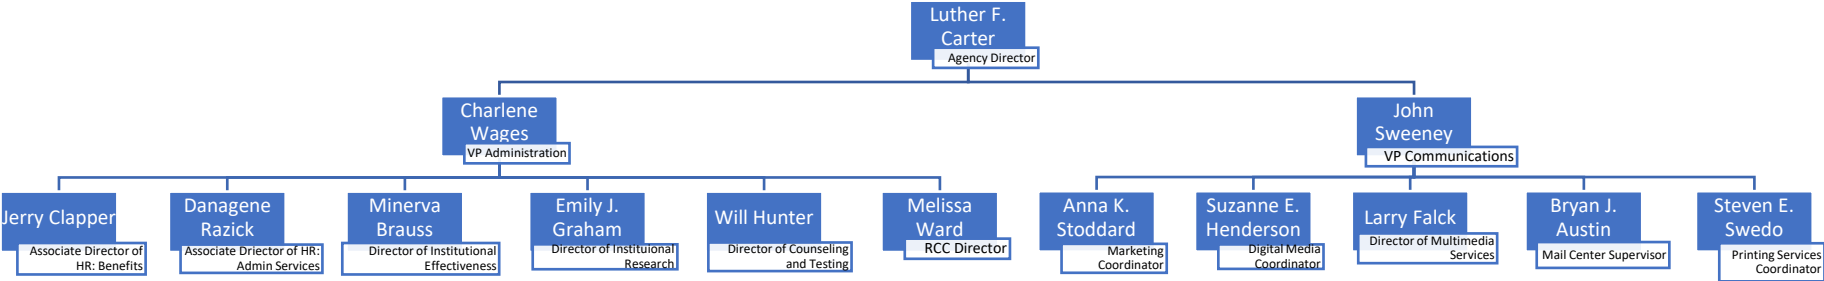 Luther F.
Carter
Agency Director
Charlene
Wages
VP Administration
John
Sweeney
VP Communications
Jerry Clapper
Associate Director of
HR: Benefits
Danagene
Razick
Associate Driector of HR:
Admin Services
Minerva
Brauss
Director of Institutional
Effectiveness
Emily J.
Graham
Director of Instituional
Research
Will Hunter
Director of Counseling
and Testing
Melissa
Ward
RCC Director
Anna K.
Stoddard
Marketing
Coordinator
Suzanne E.
Henderson
Digital Media
Coordinator
Larry Falck
Director of Multimedia
Services
Bryan J.
Austin
Mail Center Supervisor
Steven E.
Swedo
Printing Services
Coordinator